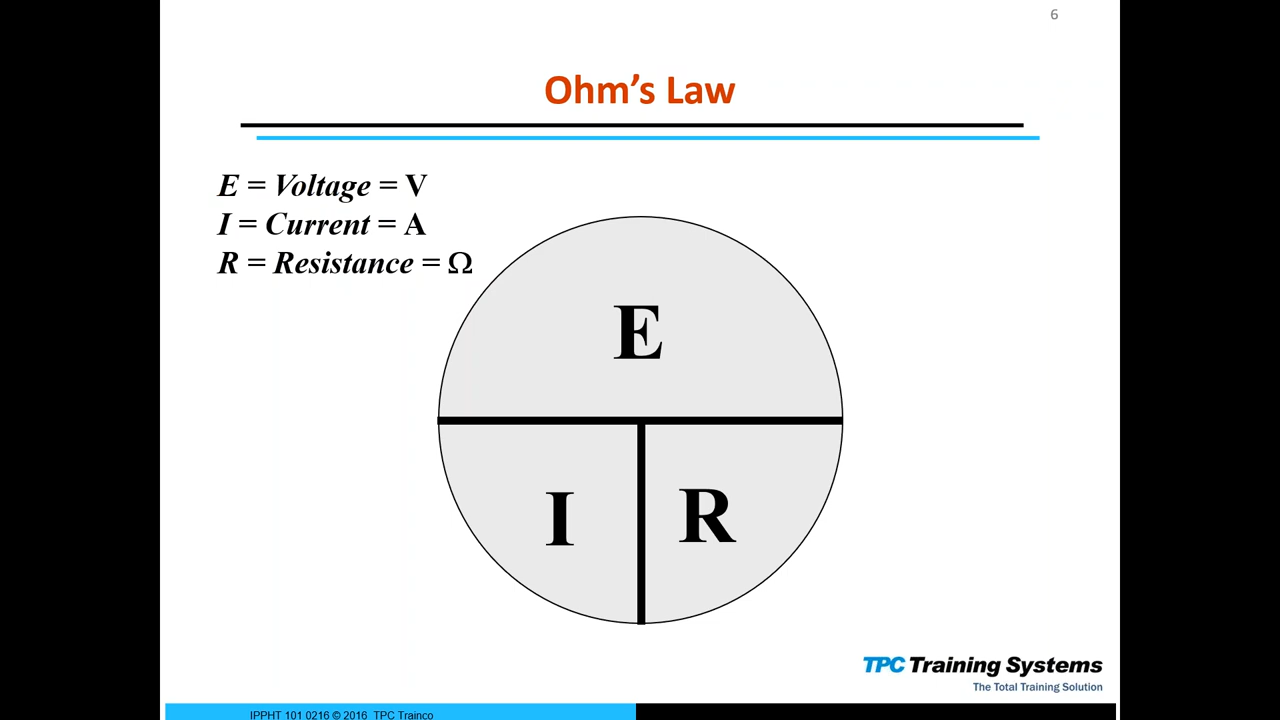 6
Ohm’s Law
E = Voltage = V
I = Current = A
R = Resistance = Ω
E
I R
TPC Training Systems
The Total Training Solution
IPPHT 101 0216 © 2016 TPC Trainco